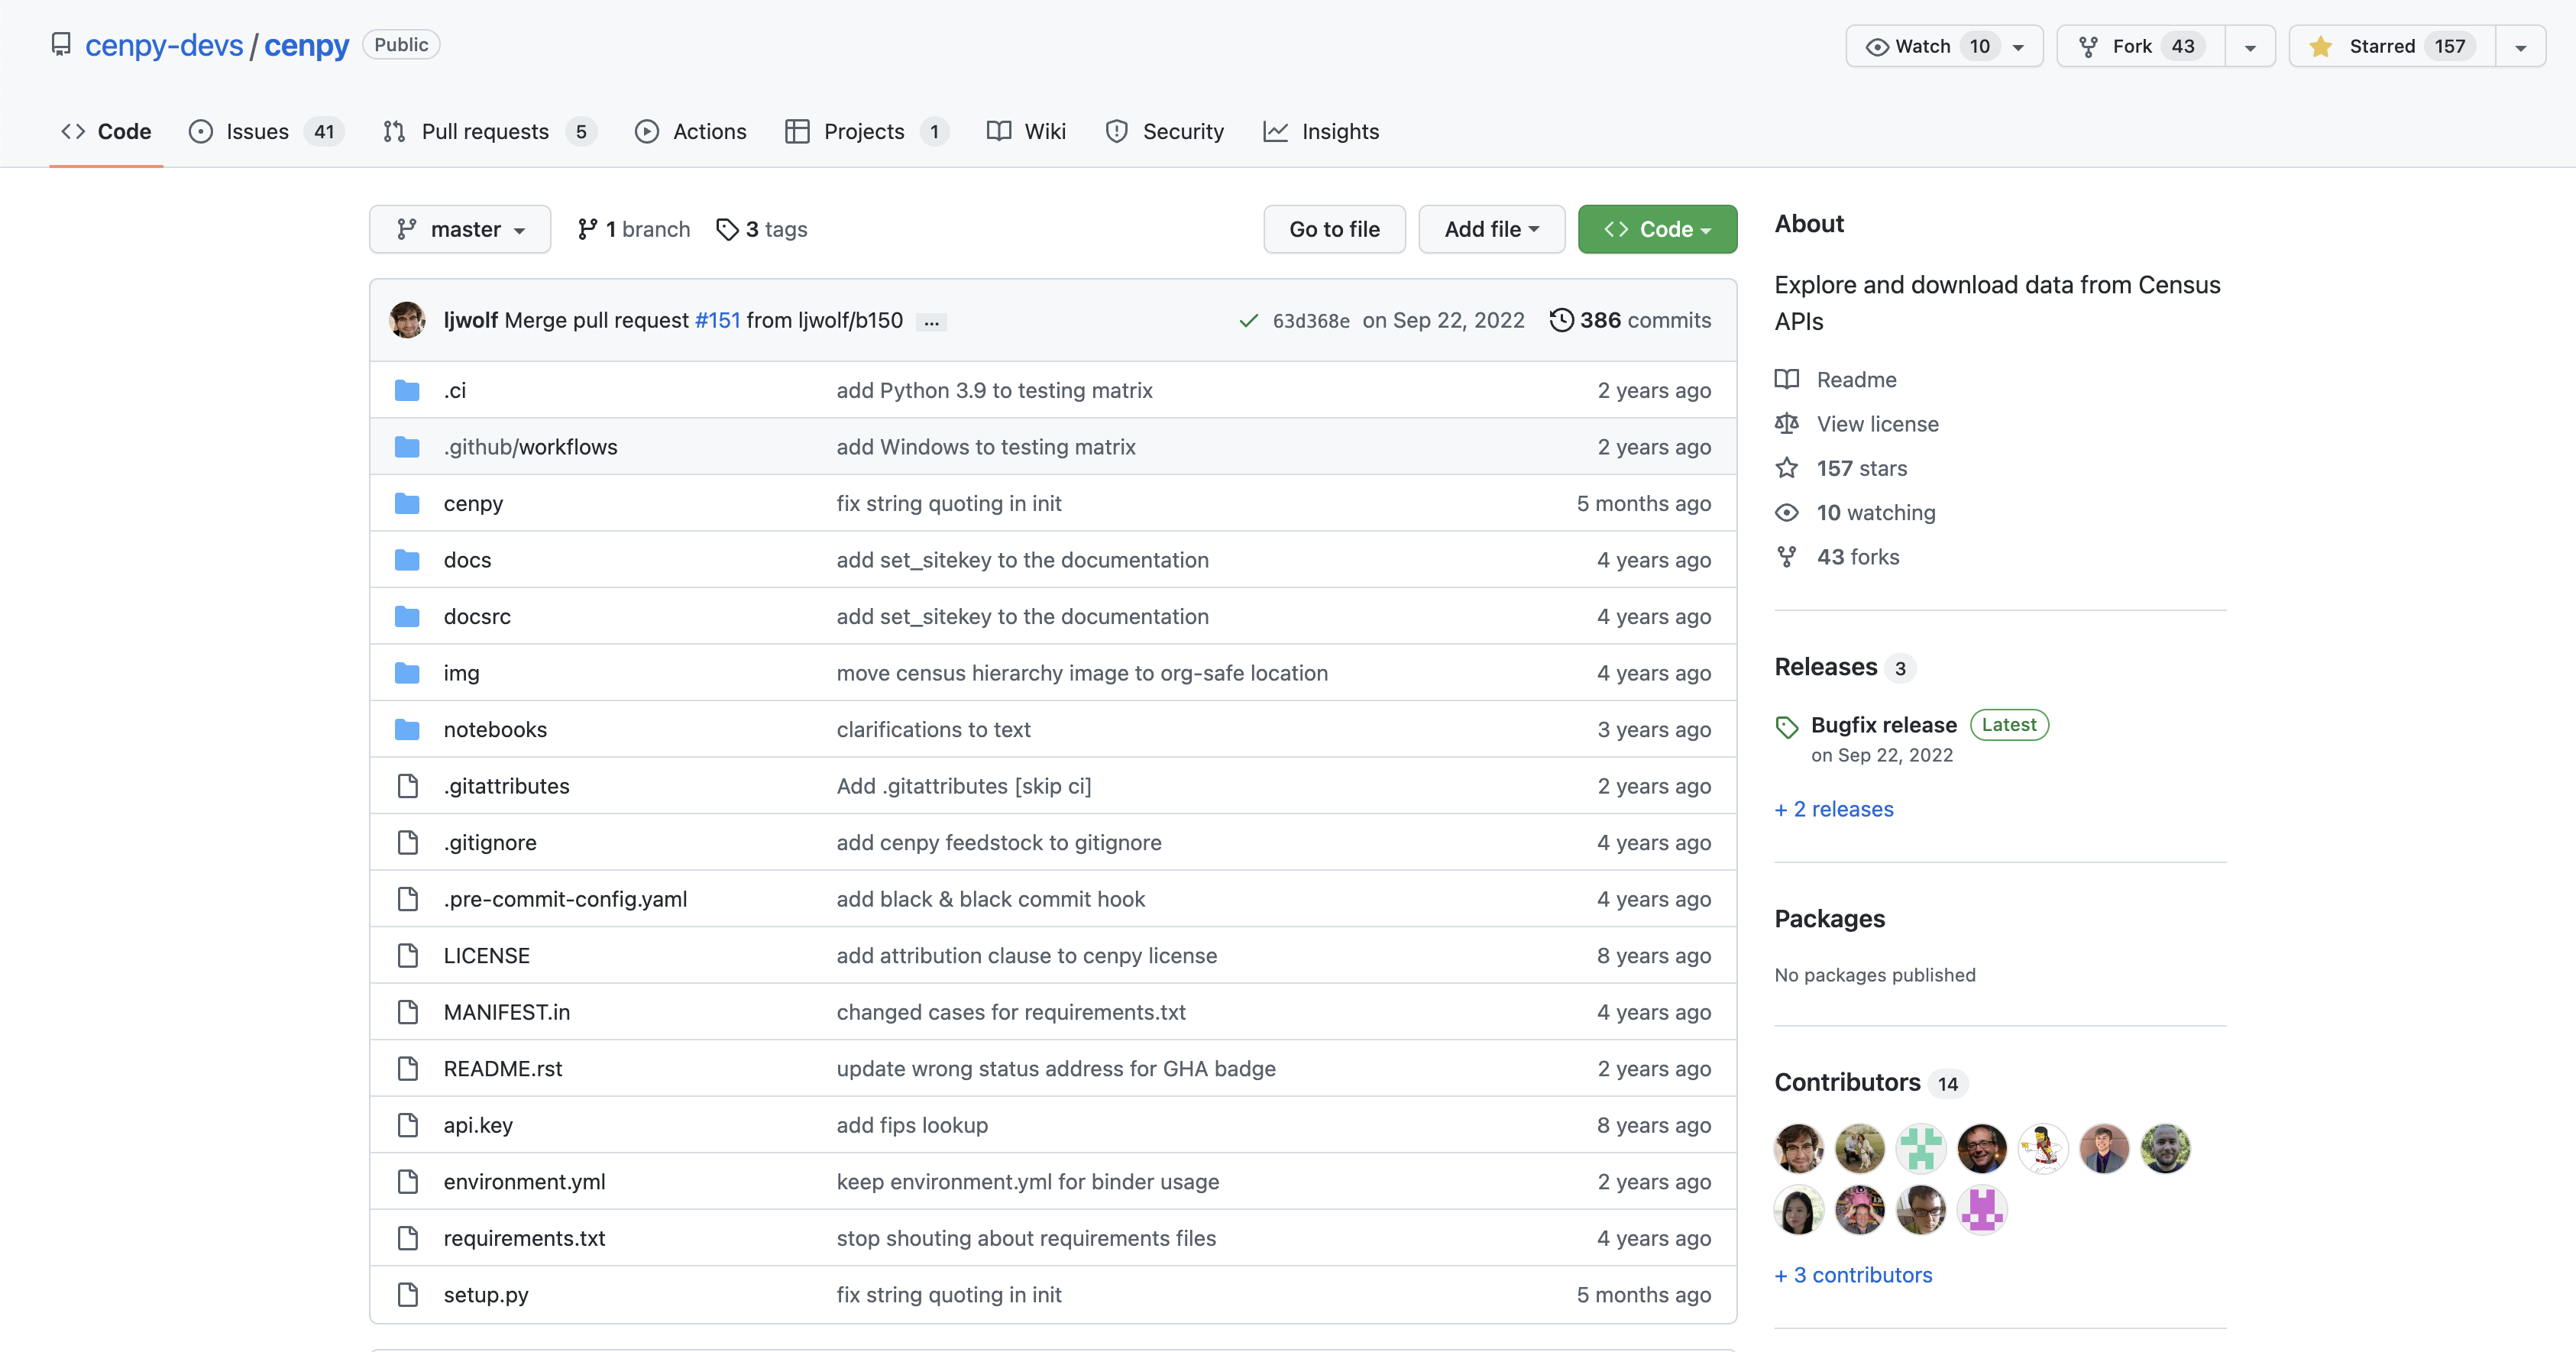 cenpy-devs / cenpy Public Watch 10 Fork 43 Starred 157
Code Issues 41 Pull requests 5 Actions Projects 1 Wiki Security Insights
master 1 branch 3 tags Go to file Add file Code
ljwolf Merge pull request #151 from ljwolf/b150 ... 63d368e on Sep 22, 2022 386 commits
.ci add Python 3.9 to testing matrix 2 years ago
.github/workflows add Windows to testing matrix 2 years ago
cenpy fix string quoting in init 5 months ago
docs add set_sitekey to the documentation 4 years ago
docsrc add set_sitekey to the documentation 4 years ago
img move census hierarchy image to org-safe location 4 years ago
notebooks clarifications to text 3 years ago
.gitattributes Add .gitattributes [skip ci] 2 years ago
.gitignore add cenpy feedstock to gitignore 4 years ago
.pre-commit-config.yaml add black & black commit hook 4 years ago
LICENSE add attribution clause to cenpy license 8 years ago
MANIFEST.in changed cases for requirements.txt 4 years ago
README.rst update wrong status address for GHA badge 2 years ago
api.key add fips lookup 8 years ago
environment.yml keep environment.yml for binder usage 2 years ago
requirements.txt stop shouting about requirements files 4 years ago
setup.py fix string quoting in init 5 months ago
About
Explore and download data from Census
APIs
Readme
View license
157 stars
10 watching
43 forks
Releases 3
Bugfix release Latest
on Sep 22, 2022
+ 2 releases
Packages
No packages published
Contributors 14
+ 3 contributors